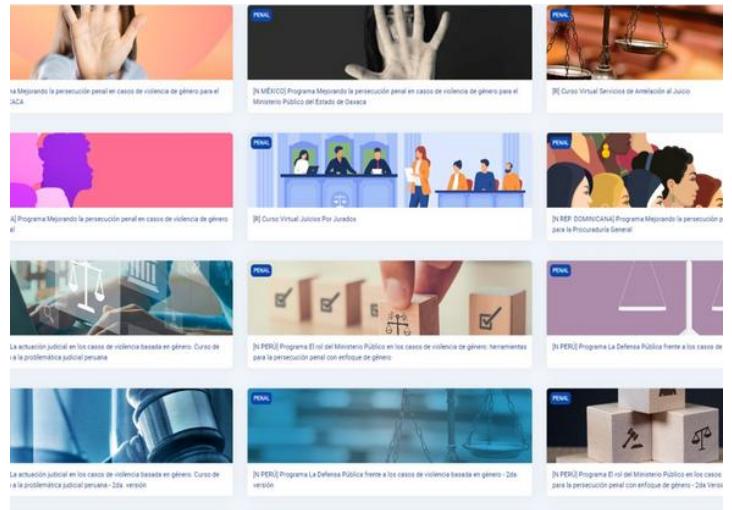 PENAL
PENAL
ma Mejorando la persecución penal en casos de violencia de género para el
[N MÉXICO] Programa Mejorando la persecución penal en casos de violencia de género para el
[R] Curso Virtual Servicios de Antelación al Juicio
XACA
Ministerio Público del Estado de Oaxaca
PENAL
PENAL
A] Programa Mejorando la persecución penal en casos de violencia de género
[R] Curso Virtual Juicios Por Jurados
[N REP. DOMINICANA] Programa Mejorando la persecución p
al
para la Procuraduría General
PENAL
PENAL
La actuación judicial en los casos de violencia basada en género. Curso de
[N PERÚ] Programa El rol del Ministerio Público en los casos de violencia de género: herramientas
[N PERÚ] Programa La Defensa Pública frente a los casos de
a la problemática judicial peruana
para la persecución penal con enfoque de género
PENAL
PENAL
La actuación judicial en los casos de violencia basada en género. Curso de
[N PERÚ] Programa La Defensa Pública frente a los casos de violencia basada en género - 2da.
[N PERÚ] Programa El rol del Ministerio Público en los casos
a la problemática judicial peruana - 2da. versión
versión
para la persecución penal con enfoque de género - 2da Versió